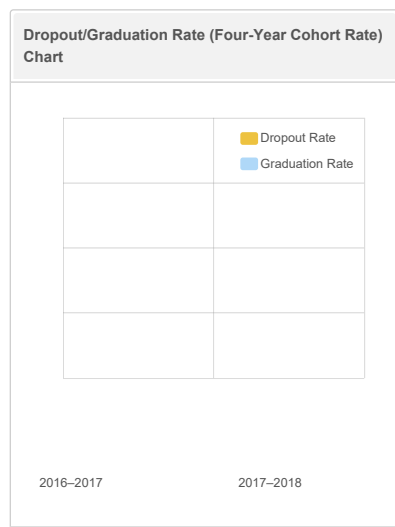 Dropout/Graduation Rate (Four-Year Cohort Rate)
Chart
Dropout Rate
Graduation Rate
2016–2017
2017–2018